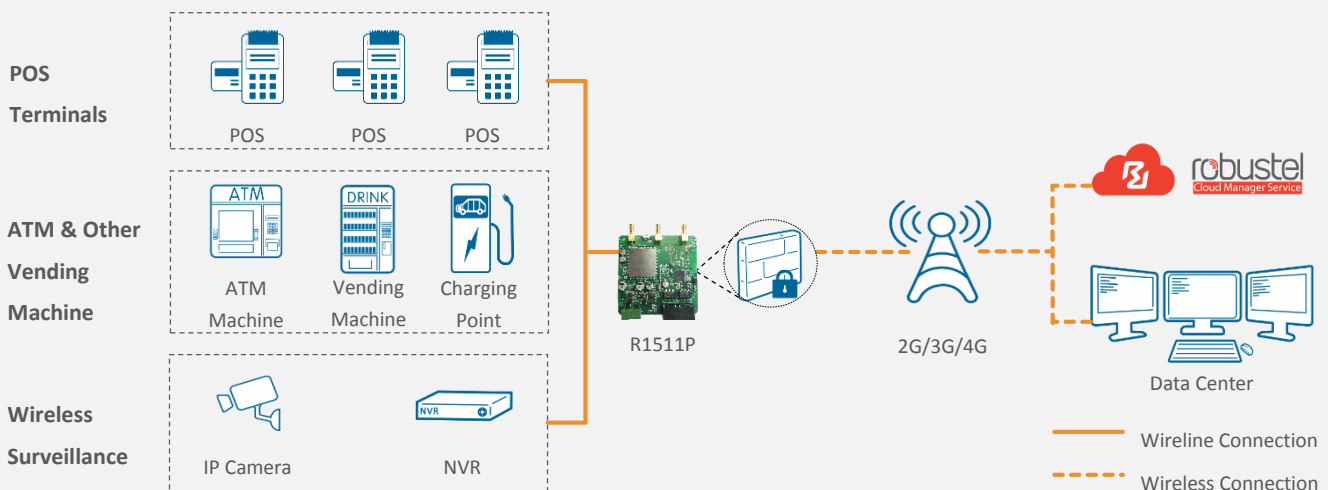 POS
Terminals
POS
POS
POS
ATM & Other
Vending
Machine
ATM
ATM
Machine
DRINK
Vending
Machine
Charging
Point
Wireless
Surveillance
IP Camera
NVR
NVR
R1511P
2G/3G/4G
robustel
Cloud Manager Service
Data Center
Wireline Connection
Wireless Connection